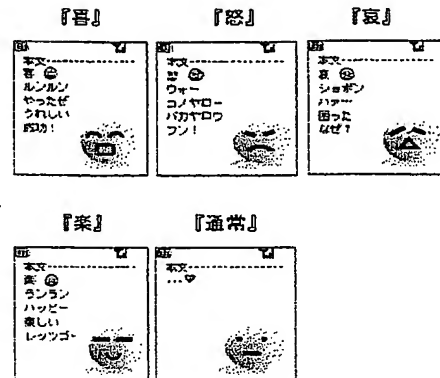 『喜』 『怒』 『哀』
本文
喜
ルンルン
やったぜ
うれしい
本文
怒
ウォー
コノヤロー
バカヤロウ
フン！
本文
哀
ショボン
ハァー
困った
なぜ？
『楽』 『通常』
本文
楽
ランラン
ハッピー
楽しい
レッツゴー
本文
...